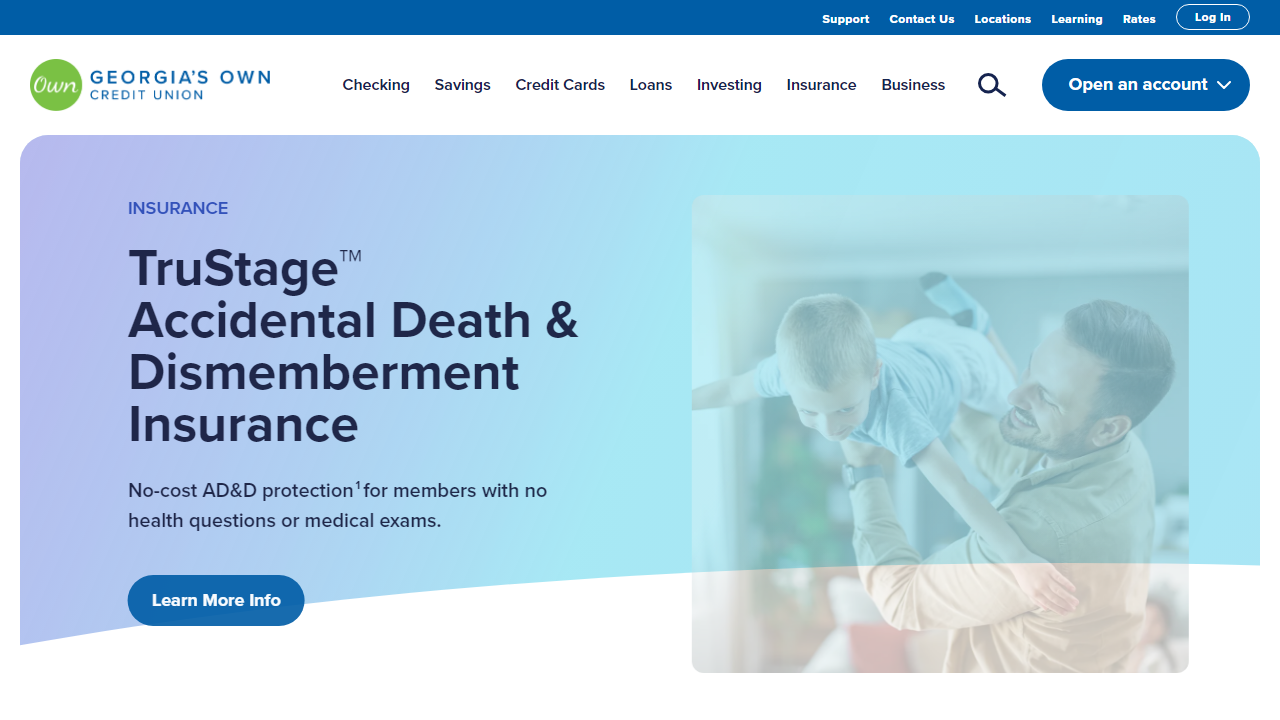 Support Contact Us Locations Learning Rates Log In
Own GEORGIA'S OWN
CREDIT UNION
Checking Savings Credit Cards Loans Investing Insurance Business Open an account
INSURANCE
TruStage™
Accidental Death &
Dismemberment
Insurance
No-cost AD&D protection¹ for members with no
health questions or medical exams.
Learn More Info